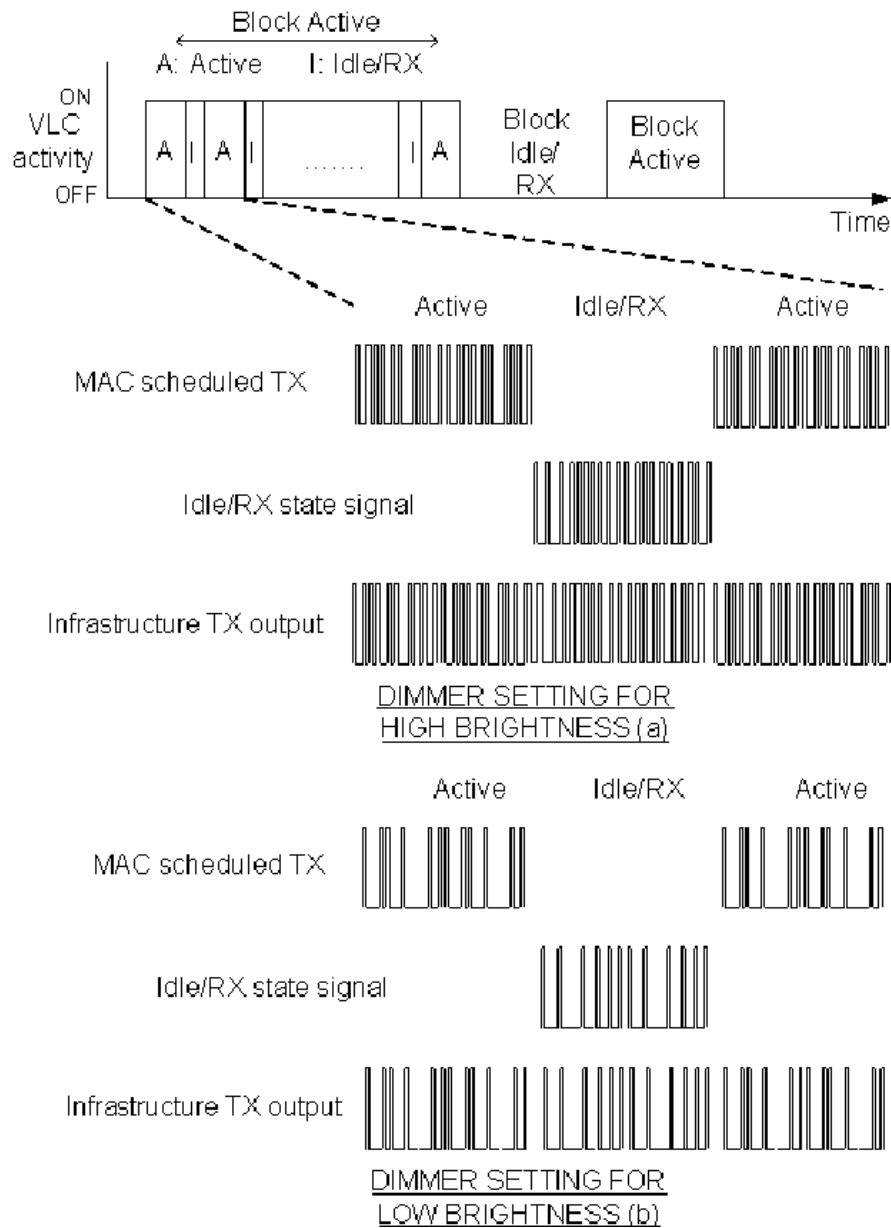 Block Active
A: Active I: Idle/RX
ON
VLC
activity
OFF
A I A I ....... I A
Block
Idle/
RX
Block
Active
Time
Active Idle/RX Active
MAC scheduled TX
Idle/RX state signal
Infrastructure TX output
DIMMER SETTING FOR
HIGH BRIGHTNESS (a)
Active Idle/RX Active
MAC scheduled TX
Idle/RX state signal
Infrastructure TX output
DIMMER SETTING FOR
LOW BRIGHTNESS (b)